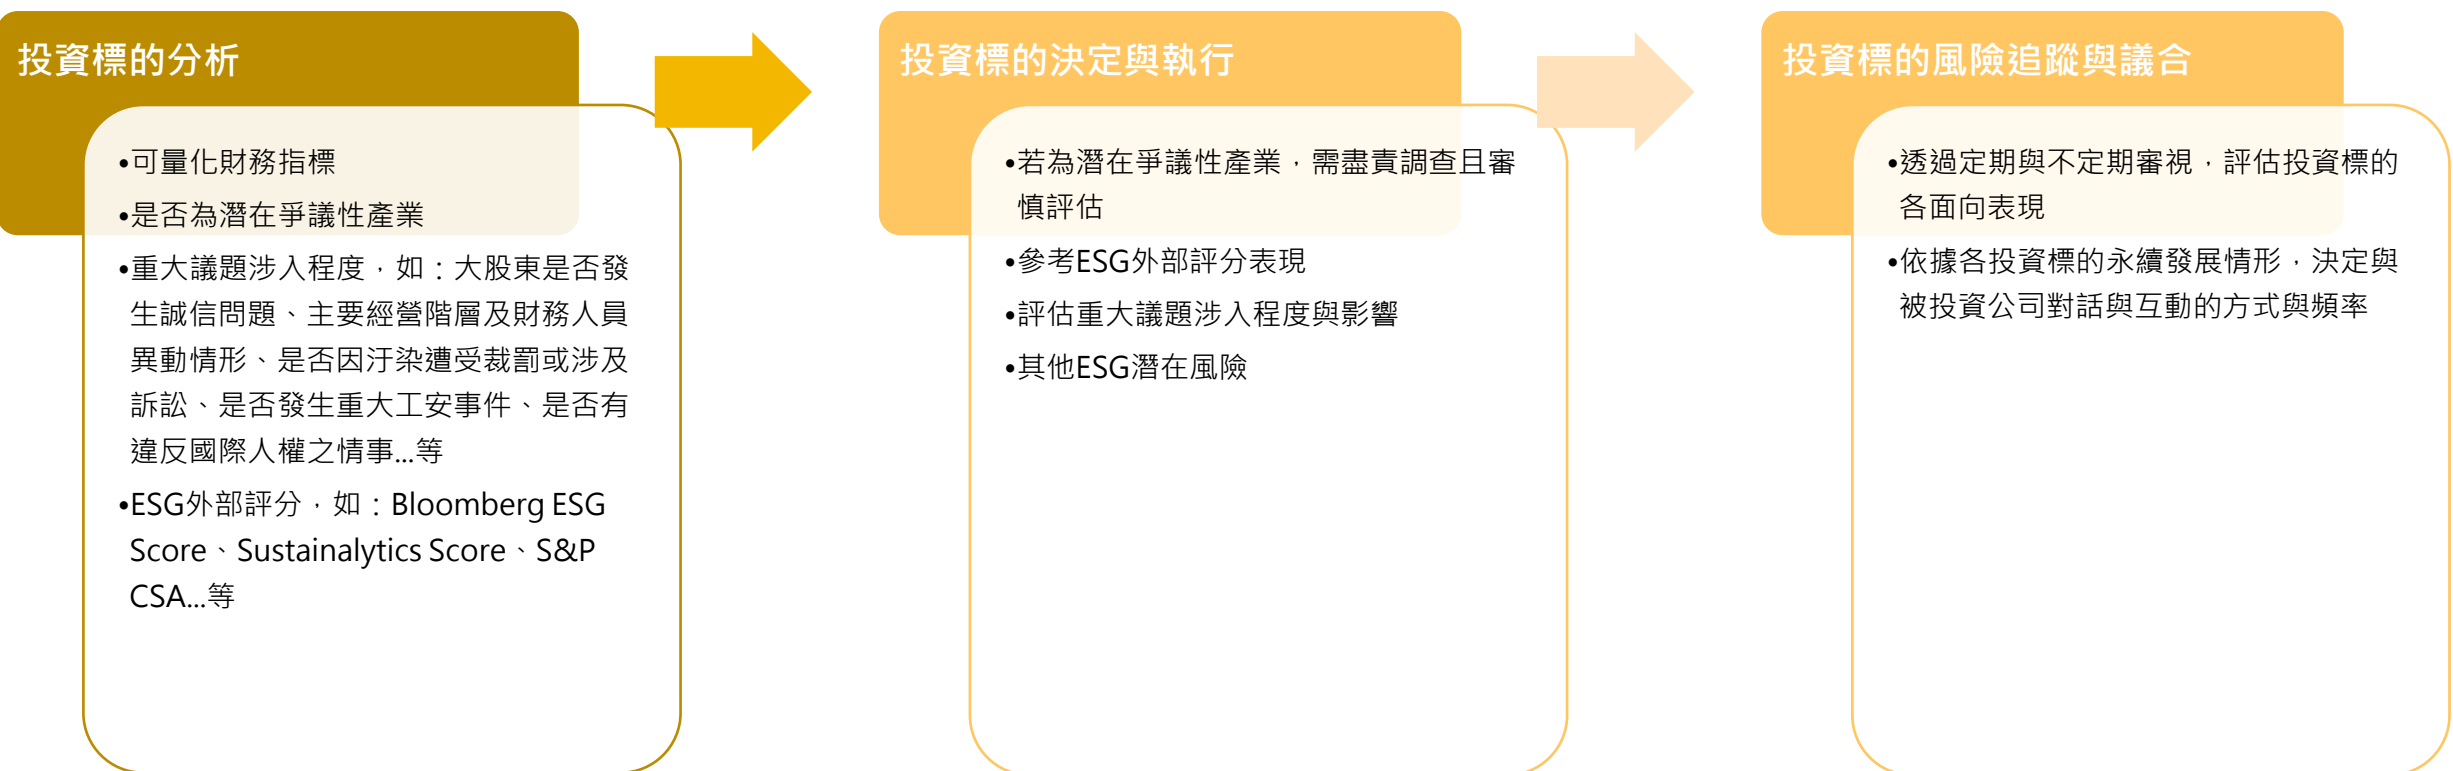 投資標的分析
•可量化財務指標
•是否為潛在爭議性產業
•重大議題涉入程度，如：大股東是否發
生誠信問題、主要經營階層及財務人員
異動情形、是否因汙染遭受裁罰或涉及
訴訟、是否發生重大工安事件、是否有
違反國際人權之情事...等
•ESG外部評分，如：Bloomberg ESG
Score、Sustainalytics Score、S&P
CSA...等
投資標的決定與執行
•若為潛在爭議性產業，需盡責調查且審
慎評估
•參考ESG外部評分表現
•評估重大議題涉入程度與影響
•其他ESG潛在風險
投資標的風險追蹤與議合
•透過定期與不定期審視，評估投資標的
各面向表現
•依據各投資標的永續發展情形，決定與
被投資公司對話與互動的方式與頻率